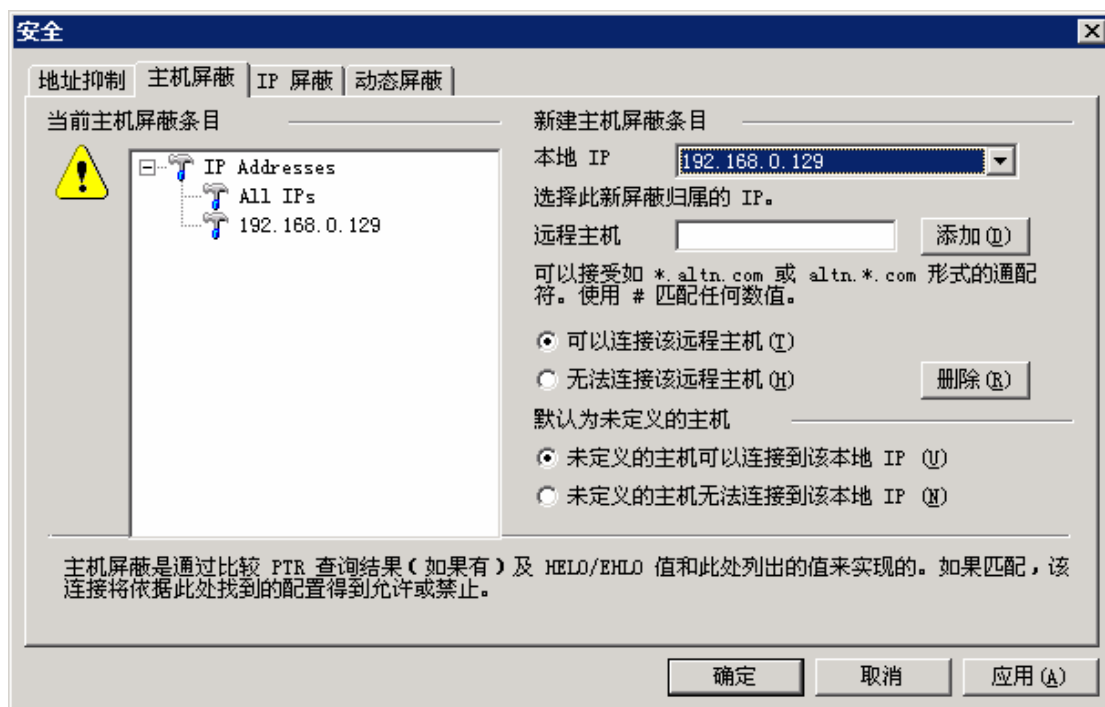 安全
地址抑制 主机屏蔽 IP 屏蔽 动态屏蔽
当前主机屏蔽条目
IP Addresses
All IPs
192.168.0.129
新建主机屏蔽条目
本地 IP 192.168.0.129
选择此新屏蔽归属的 IP。
远程主机 添加(D)
可以接受如 *.altn.com 或 altn.*.com 形式的通配
符。使用 # 匹配任何数值。
可以连接该远程主机(T)
无法连接该远程主机(H) 删除(R)
默认为未定义的主机
未定义的主机可以连接到该本地 IP (U)
未定义的主机无法连接到该本地 IP (N)
主机屏蔽是通过比较 PTR 查询结果(如果有)及 HELO/EHLO 值和此处列出的值来实现的。如果匹配,该
连接将依据此处找到的配置得到允许或禁止。
确定 取消 应用(A)